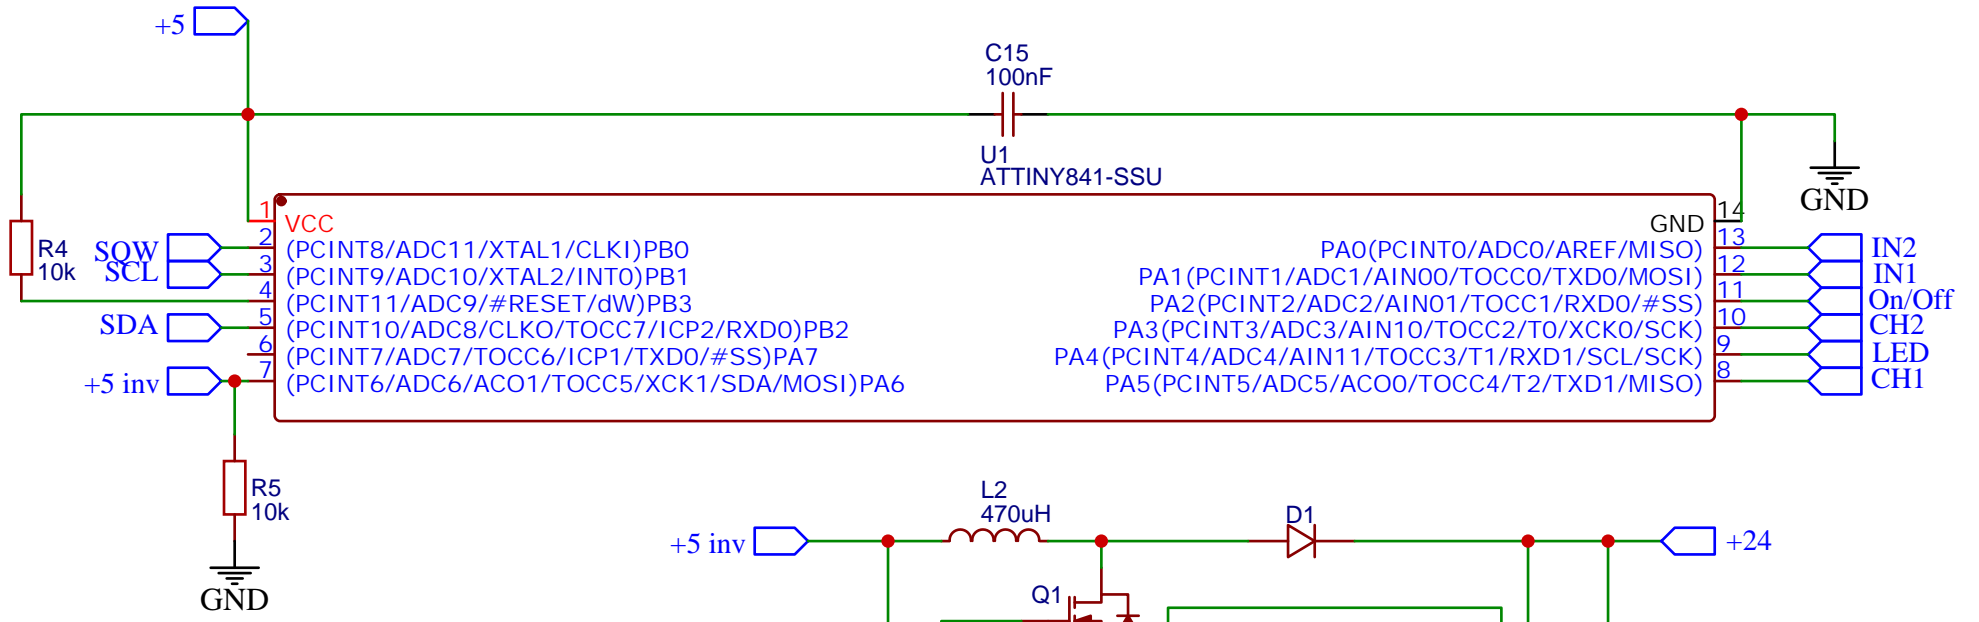 +5
C15
100nF
U1
ATTINY841-SSU
GND
R4
10k
SQW
SCL
SDA
+5 inv
1
2
3
4
5
6
7
VCC
(PCINT8/ADC11/XTAL1/CLKI)PB0
(PCINT9/ADC10/XTAL2/INT0)PB1
(PCINT11/ADC9/#RESET/dW)PB3
(PCINT10/ADC8/CLKO/TOCC7/ICP2/RXD0)PB2
(PCINT7/ADC7/TOCC6/ICP1/TXD0/#SS)PA7
(PCINT6/ADC6/ACO1/TOCC5/XCK1/SDA/MOSI)PA6
GND
PA0(PCINT0/ADC0/AREF/MISO)
PA1(PCINT1/ADC1/AIN00/TOCC0/TXD0/MOSI)
PA2(PCINT2/ADC2/AIN01/TOCC1/RXD0/#SS)
PA3(PCINT3/ADC3/AIN10/TOCC2/T0/XCK0/SCK)
PA4(PCINT4/ADC4/AIN11/TOCC3/T1/RXD1/SCL/SCK)
PA5(PCINT5/ADC5/ACO0/TOCC4/T2/TXD1/MISO)
14
13
12
11
10
9
8
IN2
IN1
On/Off
CH2
LED
CH1
R5
10k
GND
+5 inv
L2
470uH
D1
+24
Q1